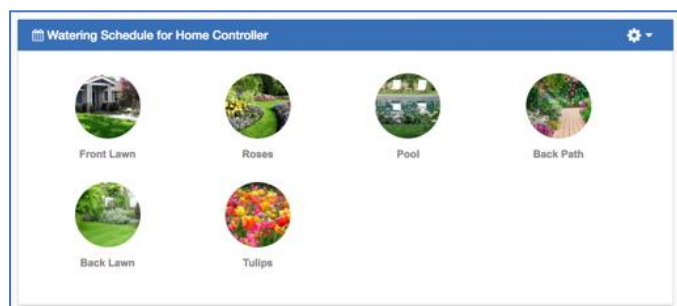 Watering Schedule for Home Controller
Front Lawn
Roses
Pool
Back Path
Back Lawn
Tulips